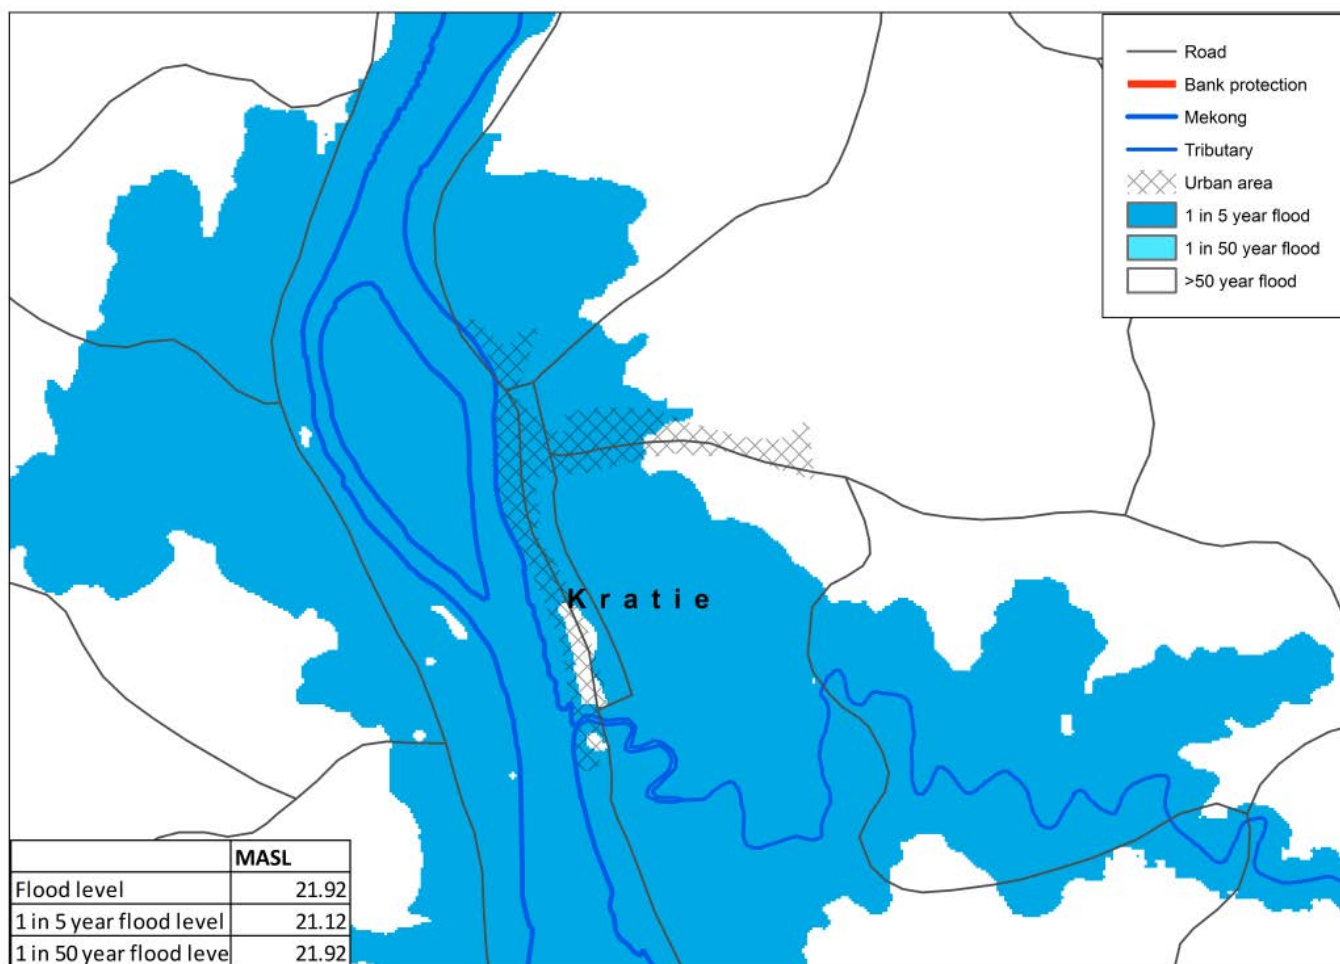 Road
Bank protection
Mekong
Tributary
Urban area
1 in 5 year flood
1 in 50 year flood
>50 year flood
Kratie
MASL
Flood level 21.92
1 in 5 year flood level 21.12
1 in 50 year flood leve 21.92